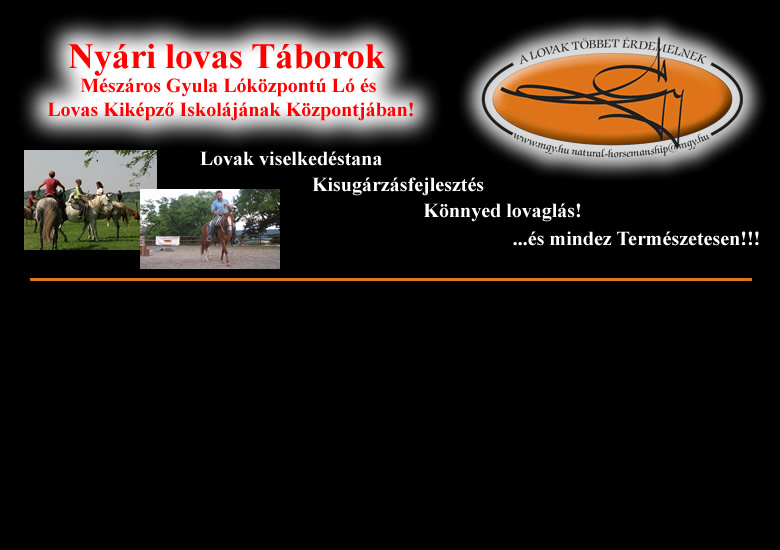 Nyári lovas Táborok
Mészáros Gyula Lóközpontú Ló és
Lovas Kiképző Iskolájának Központjában!
A LOVAK TÖBBET ÉRDEMELNEK
www.mgy.hu natural-horsemanship@mgy.hu
Lovak viselkedéstana
Kisugárzásfejlesztés
Könnyed lovaglás!
...és mindez Természetesen!!!